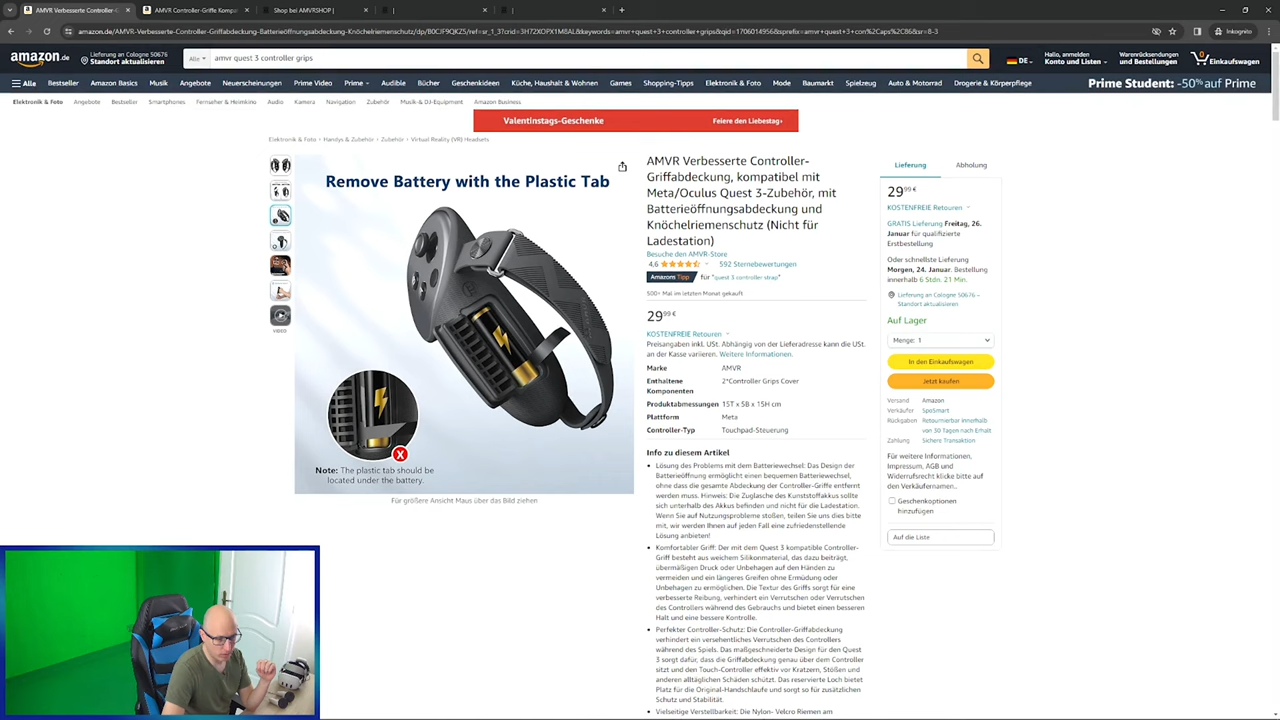 AMVR Verbesserte Controller-G
AMVR Controller-Griffe Komp
Shop bei AMVRSHOP |
amazon.de/AMVR-Verbesserte-Controller-Griffabdeckung-Batterieöffnungsabdeckung-Knöchelriemenschutz/dp/B0CJF9QKZS/ref=sr_1_3?crid=3H72XOPX1M8AL&keywords=amvr+quest+3+controller+grips&qid=1706014956&sprefix=amvr+quest+3+con%2Caps%2C86&sr=8-3
Inkognito
amazon.de
Lieferung an Cologne 50676
Standort aktualisieren
Alle
amvr quest 3 controller grips
DE
Hallo, anmelden
Konto und Listen
Warenrücksendungen
und Bestellungen
0
Einkaufswagen
Alle Bestseller Amazon Basics Musik Angebote Neuerscheinungen Prime Video Prime Audible Bücher Geschenkideen Küche, Haushalt & Wohnen Games Shopping-Tipps Elektronik & Foto Mode Baumarkt Spielzeug Auto & Motorrad Drogerie & Körperpflege
Prime Student: -50% auf Prime
Elektronik & Foto Angebote Bestseller Smartphones Fernseher & Heimkino Audio Kamera Navigation Zubehör Musik-& DJ-Equipment Amazon Business
Valentinstags-Geschenke Feiere den Liebestag›
Elektronik & Foto › Handys & Zubehör › Zubehör › Virtual Reality (VR) Headsets
VIDEO
Remove Battery with the Plastic Tab
X
Note: The plastic tab should be
located under the battery.
Für größere Ansicht Maus über das Bild ziehen
AMVR Verbesserte Controller-
Griffabdeckung, kompatibel mit
Meta/Oculus Quest 3-Zubehör, mit
Batterieöffnungsabdeckung und
Knöchelriemenschutz (Nicht für
Ladestation)
Besuche den AMVR-Store
4,6 592 Sternebewertungen
Amazons Tipp für "quest 3 controller strap"
500+ Mal im letzten Monat gekauft
29,99 €
KOSTENFREIE Retouren
Preisangaben inkl. USt. Abhängig von der Lieferadresse kann die USt.
an der Kasse variieren. Weitere Informationen.
Marke AMVR
Enthaltene 2*Controller Grips Cover
Komponenten
Produktabmessungen 15T x 5B x 15H cm
Plattform Meta
Controller-Typ Touchpad-Steuerung
Info zu diesem Artikel
Lösung des Problems mit dem Batteriewechsel: Das Design der
Batterieöffnung ermöglicht einen bequemen Batteriewechsel,
ohne dass die gesamte Abdeckung der Controller-Griffe entfernt
werden muss. Hinweis: Die Zuglasche des Kunststoffakkus sollte
sich unterhalb des Akkus befinden und nicht für die Ladestation.
Wenn Sie auf Nutzungsprobleme stoßen, teilen Sie uns dies bitte
mit, wir werden Ihnen auf jeden Fall eine zufriedenstellende
Lösung anbieten!
Komfortabler Griff: Der mit dem Quest 3 kompatible Controller-
Griff besteht aus weichem Silikonmaterial, das dazu beiträgt,
übermäßigen Druck oder Unbehagen auf den Händen zu
vermeiden und ein längeres Greifen ohne Ermüdung oder
Unbehagen zu ermöglichen. Die Textur des Griffs sorgt für eine
verbesserte Reibung, verhindert ein Verrutschen oder Verrutschen
des Controllers während des Gebrauchs und bietet einen besseren
Halt und eine bessere Kontrolle.
Perfekter Controller-Schutz: Die Controller-Griffabdeckung
verhindert ein versehentliches Verrutschen des Controllers
während des Spiels. Das maßgeschneiderte Design für den Quest
3 sorgt dafür, dass die Griffabdeckung genau über dem Controller
sitzt und den Touch-Controller effektiv vor Kratzern, Stößen und
anderen alltäglichen Schäden schützt. Das reservierte Loch bietet
Platz für die Original-Handschlaufe und sorgt so für zusätzlichen
Schutz und Stabilität.
Vielseitige Verstellbarkeit: Die Nylon- Velcro Riemen am
Lieferung Abholung
29,99 €
KOSTENFREIE Retouren
GRATIS Lieferung Freitag, 26.
Januar für qualifizierte
Erstbestellung
Oder schnellste Lieferung
Morgen, 24. Januar. Bestellung
innerhalb 6 Stdn. 21 Min.
Lieferung an Cologne 50676 –
Standort aktualisieren
Auf Lager
Menge: 1
In den Einkaufswagen
Jetzt kaufen
Versand Amazon
Verkäufer SpoSmart
Rückgaben Retournierbar innerhalb
von 30 Tagen nach Erhalt
Zahlung Sichere Transaktion
Für weitere Informationen,
Impressum, AGB und
Widerrufsrecht klicke bitte auf
den Verkäufernamen..
Geschenkoptionen
hinzufügen
Auf die Liste